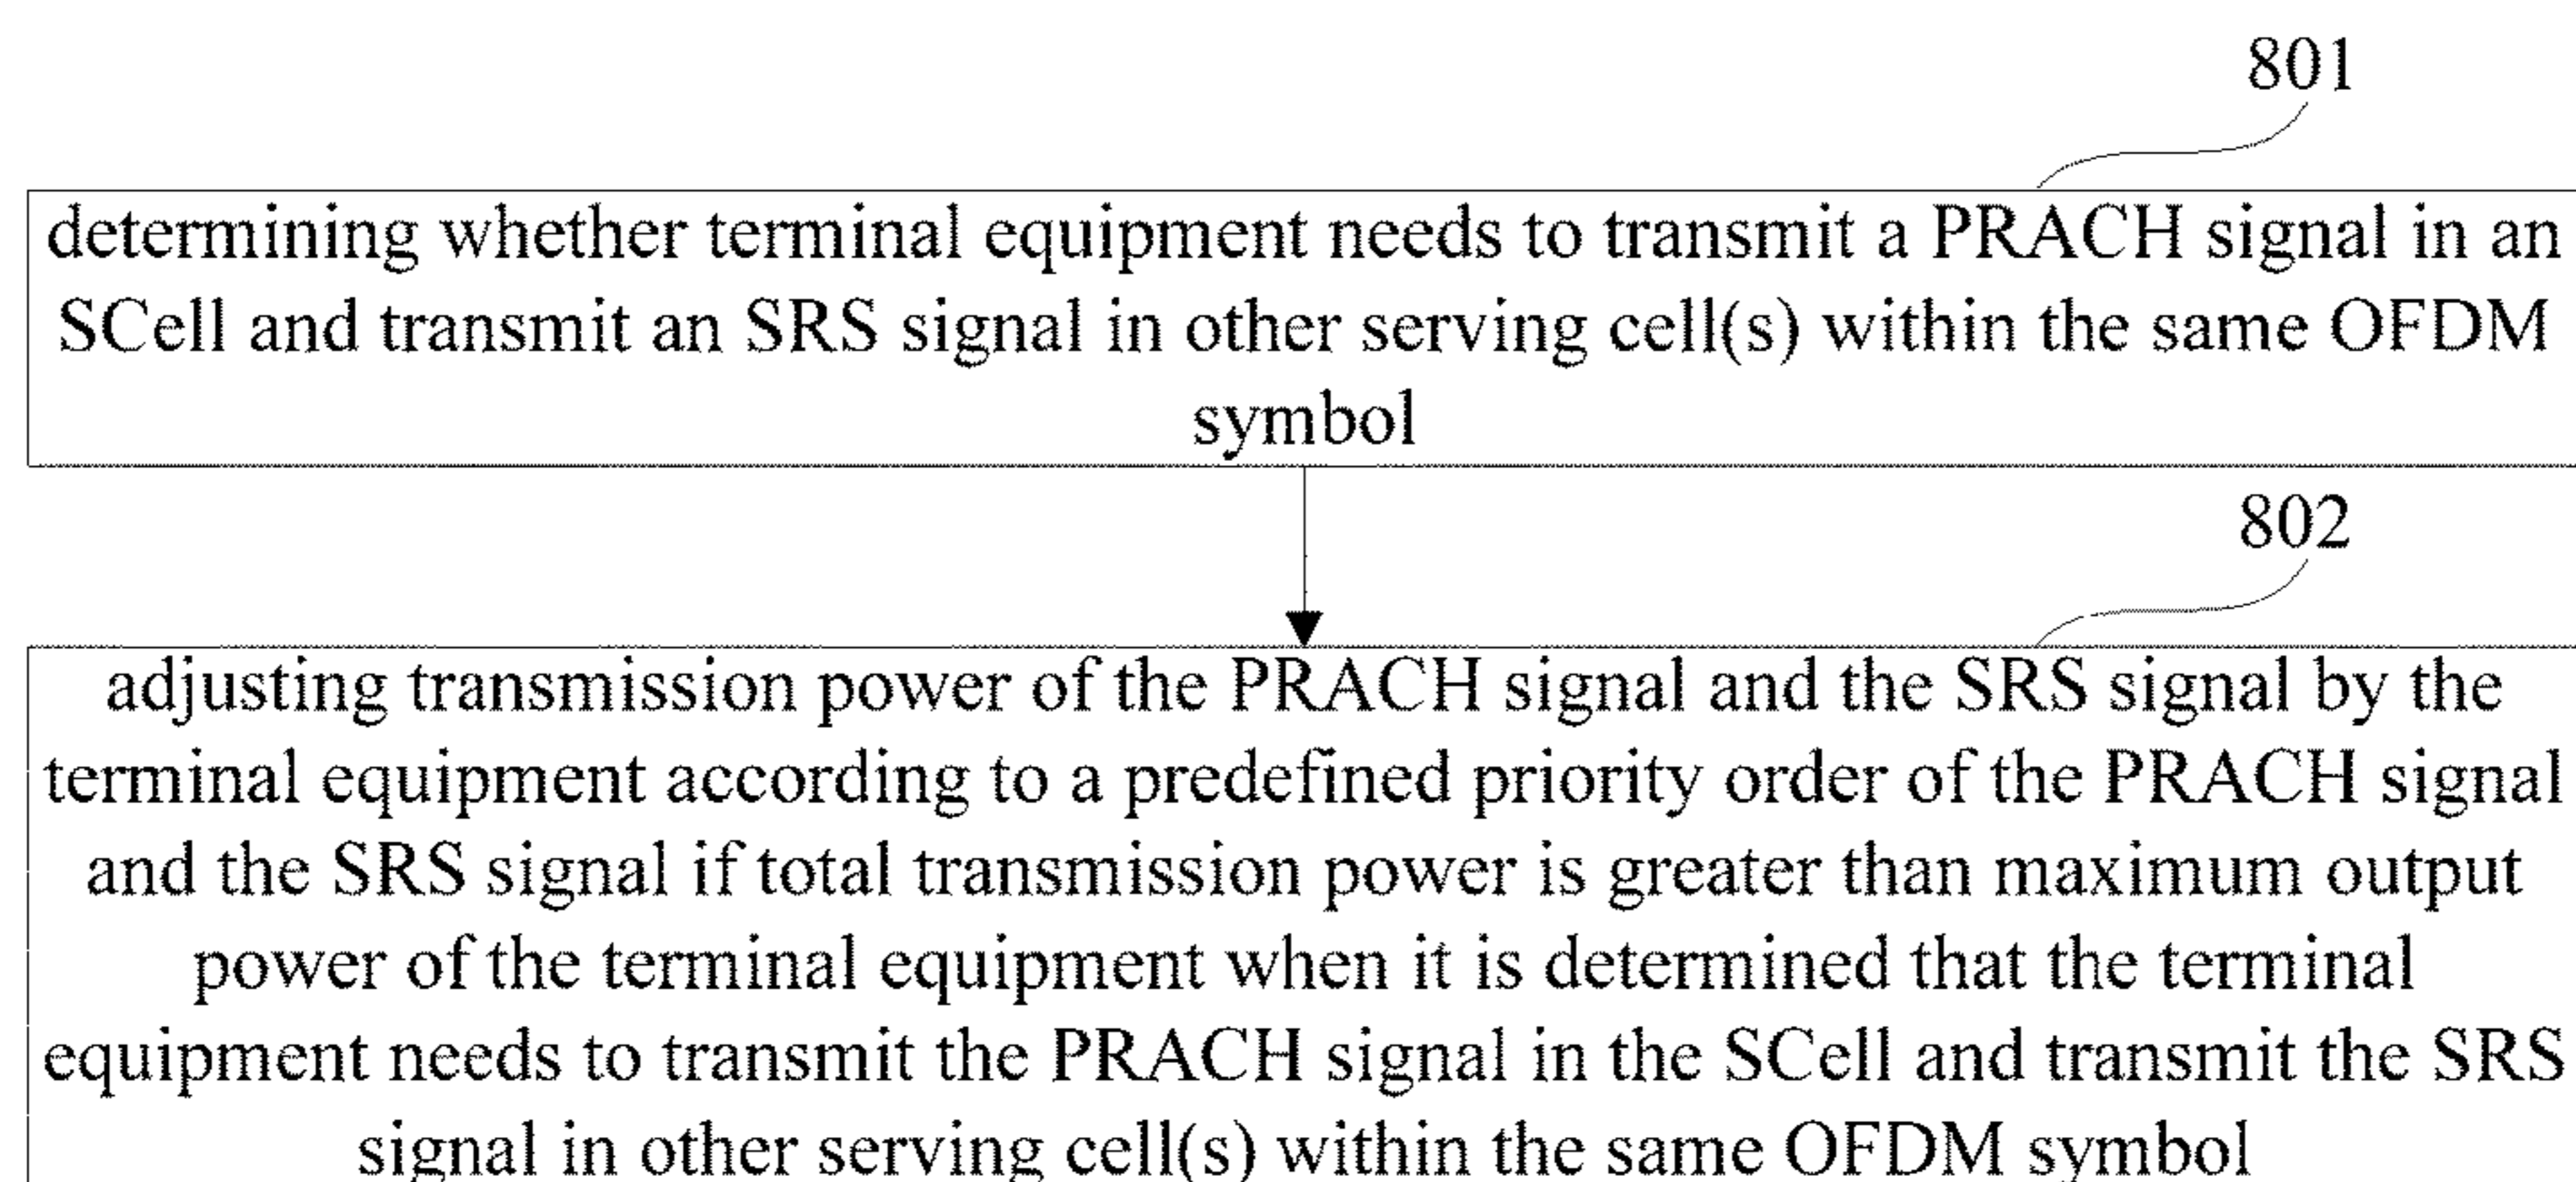 801
determining whether terminal equipment needs to transmit a PRACH signal in an
SCell and transmit an SRS signal in other serving cell(s) within the same OFDM
symbol
802
adjusting transmission power of the PRACH signal and the SRS signal by the
terminal equipment according to a predefined priority order of the PRACH signal
and the SRS signal if total transmission power is greater than maximum output
power of the terminal equipment when it is determined that the terminal
equipment needs to transmit the PRACH signal in the SCell and transmit the SRS
signal in other serving cell(s) within the same OFDM symbol